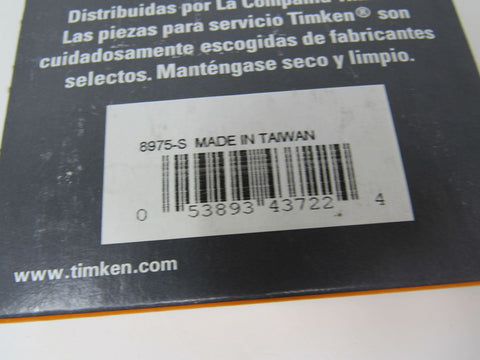 Distribuidas por La Compañía
Las piezas para servicio Timken® son
cuidadosamente escogidas de fabricantes
selectos. Manténgase seco y limpio.
8975-S MADE IN TAIWAN
0 53893 43722 4
www.timken.com